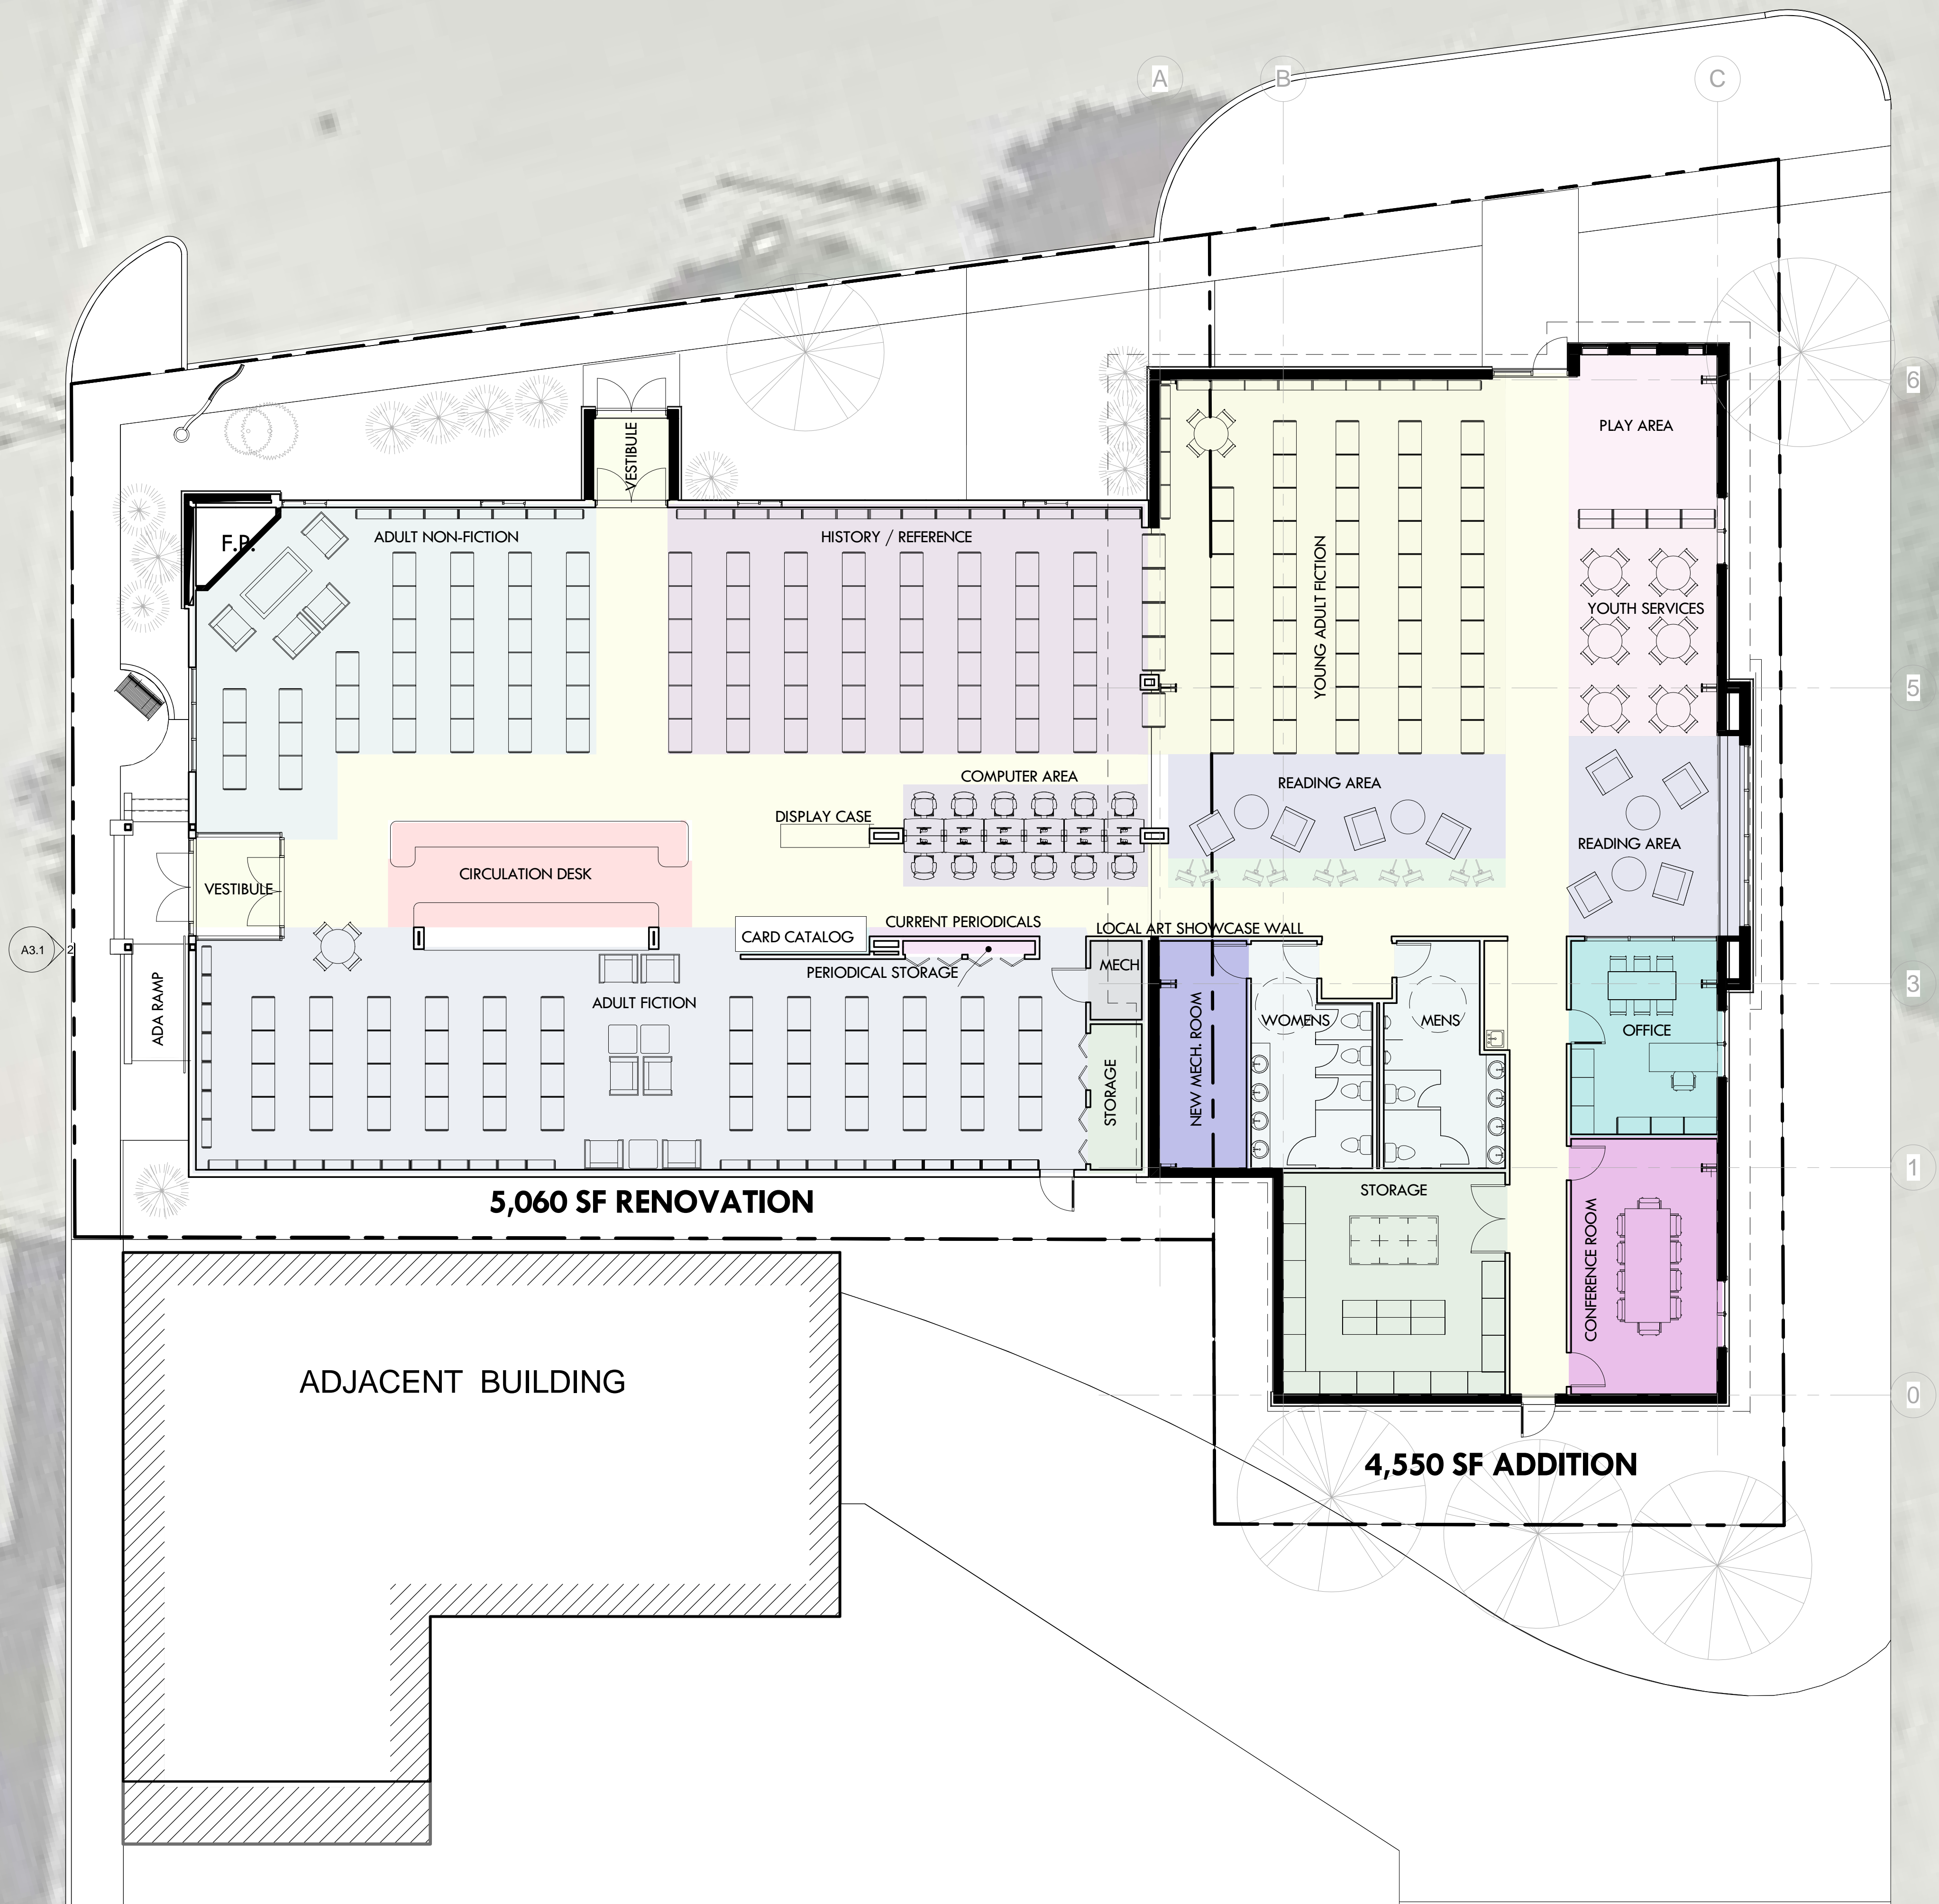 A
B
C
6
VESTIBULE
PLAY AREA
F.P.
ADULT NON-FICTION
HISTORY / REFERENCE
YOUNG ADULT FICTION
YOUTH SERVICES
5
COMPUTER AREA
READING AREA
DISPLAY CASE
READING AREA
CIRCULATION DESK
VESTIBULE
CURRENT PERIODICALS
LOCAL ART SHOWCASE WALL
CARD CATALOG
A3.1
2
MECH
PERIODICAL STORAGE
3
ADA RAMP
ADULT FICTION
NEW MECH. ROOM
WOMENS
MENS
OFFICE
STORAGE
1
STORAGE
5,060 SF RENOVATION
CONFERENCE ROOM
ADJACENT BUILDING
0
4,550 SF ADDITION